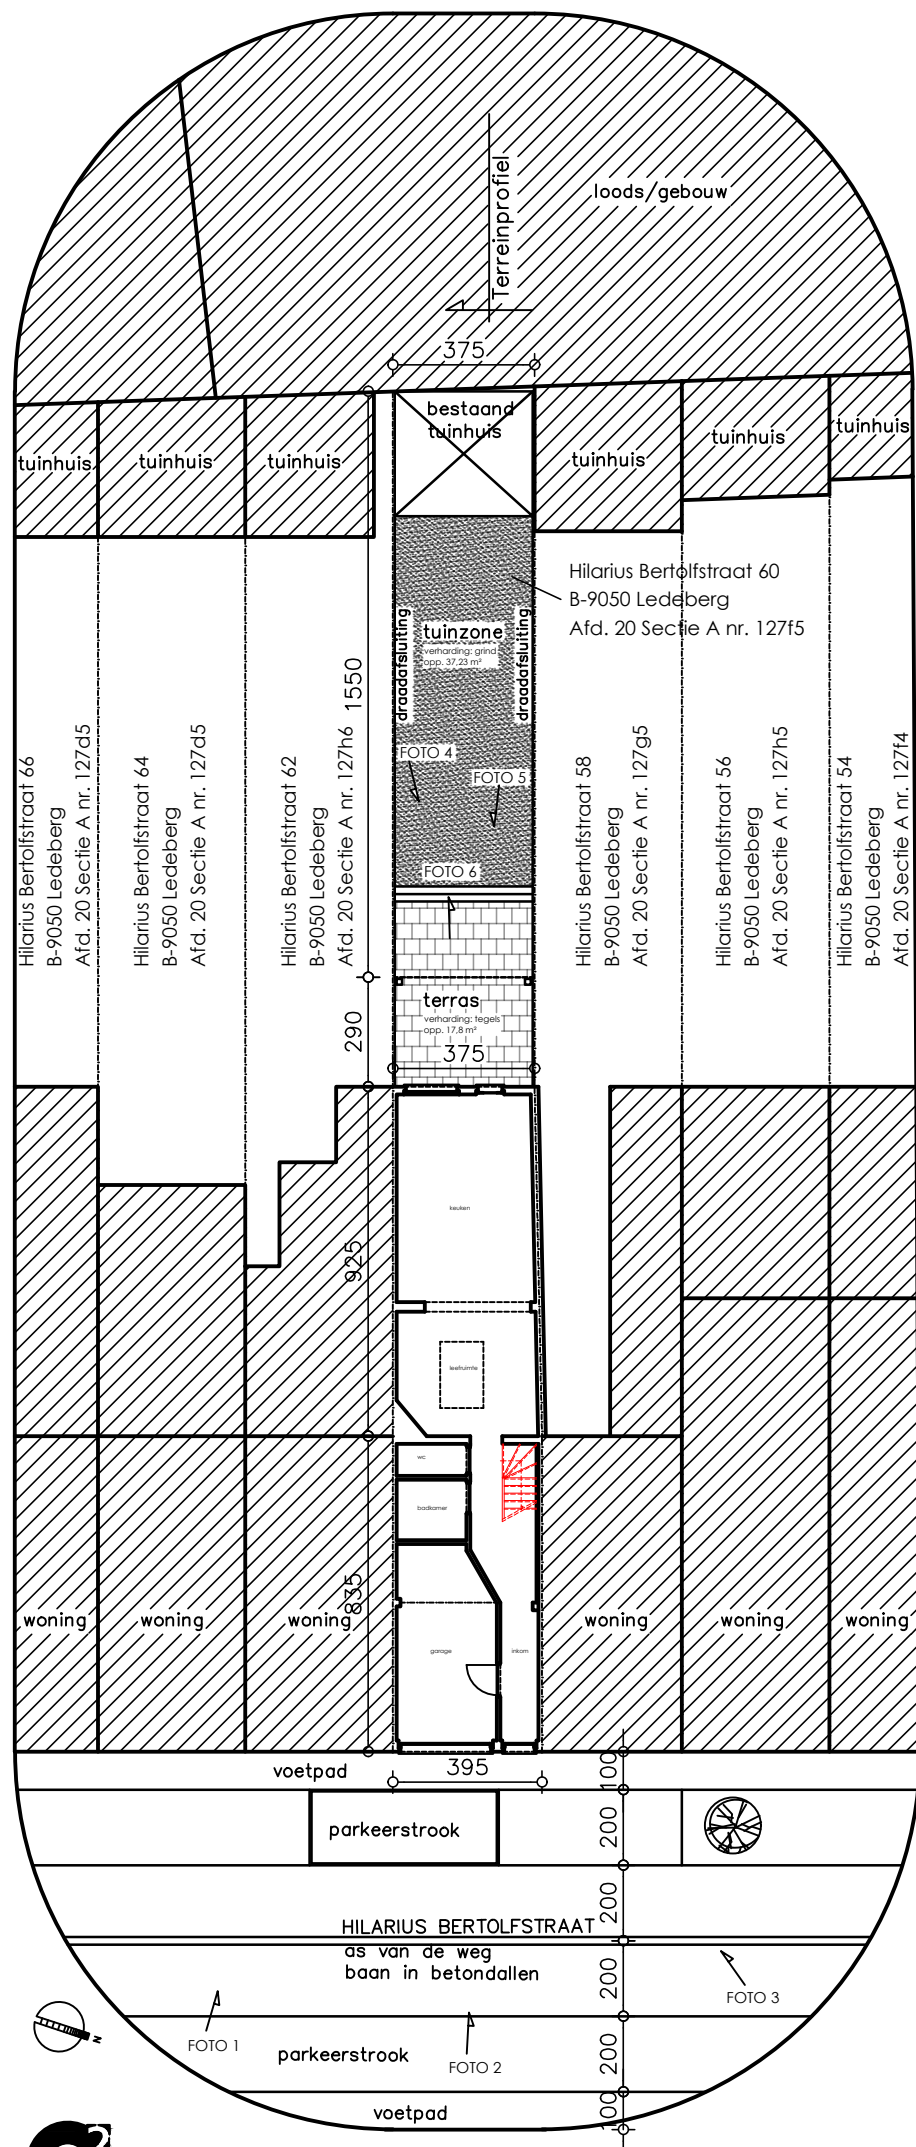 loods/gebouw
Terreinprofiel
375
bestaand
tuinhuis
tuinhuis
tuinhuis
tuinhuis
tuinhuis
tuinhuis
tuinhuis
Hilarius Bertolfstraat 60
B-9050 Ledeberg
Afd. 20 Sectie A nr. 127f5
draadafsluiting
tuinzone
verharding: grind
opp. 37,23 m²
draadafsluiting
1550
FOTO 4
FOTO 5
FOTO 6
Hilarius Bertolfstraat 66
B-9050 Ledeberg
Afd. 20 Sectie A nr. 127d5
Hilarius Bertolfstraat 64
B-9050 Ledeberg
Afd. 20 Sectie A nr. 127d5
Hilarius Bertolfstraat 62
B-9050 Ledeberg
Afd. 20 Sectie A nr. 127h6
Hilarius Bertolfstraat 58
B-9050 Ledeberg
Afd. 20 Sectie A nr. 127g5
Hilarius Bertolfstraat 56
B-9050 Ledeberg
Afd. 20 Sectie A nr. 127h5
Hilarius Bertolfstraat 54
B-9050 Ledeberg
Afd. 20 Sectie A nr. 127f4
terras
verharding: tegels
opp. 17,8 m²
290
375
keuken
925
leefruimte
wc
badkamer
835
garage
inkom
woning
woning
woning
woning
woning
woning
voetpad
395
100
parkeerstrook
200
200
HILARIUS BERTOLFSTRAAT
as van de weg
baan in betondallen
200
FOTO 3
N
FOTO 1
parkeerstrook
FOTO 2
200
voetpad
100
2